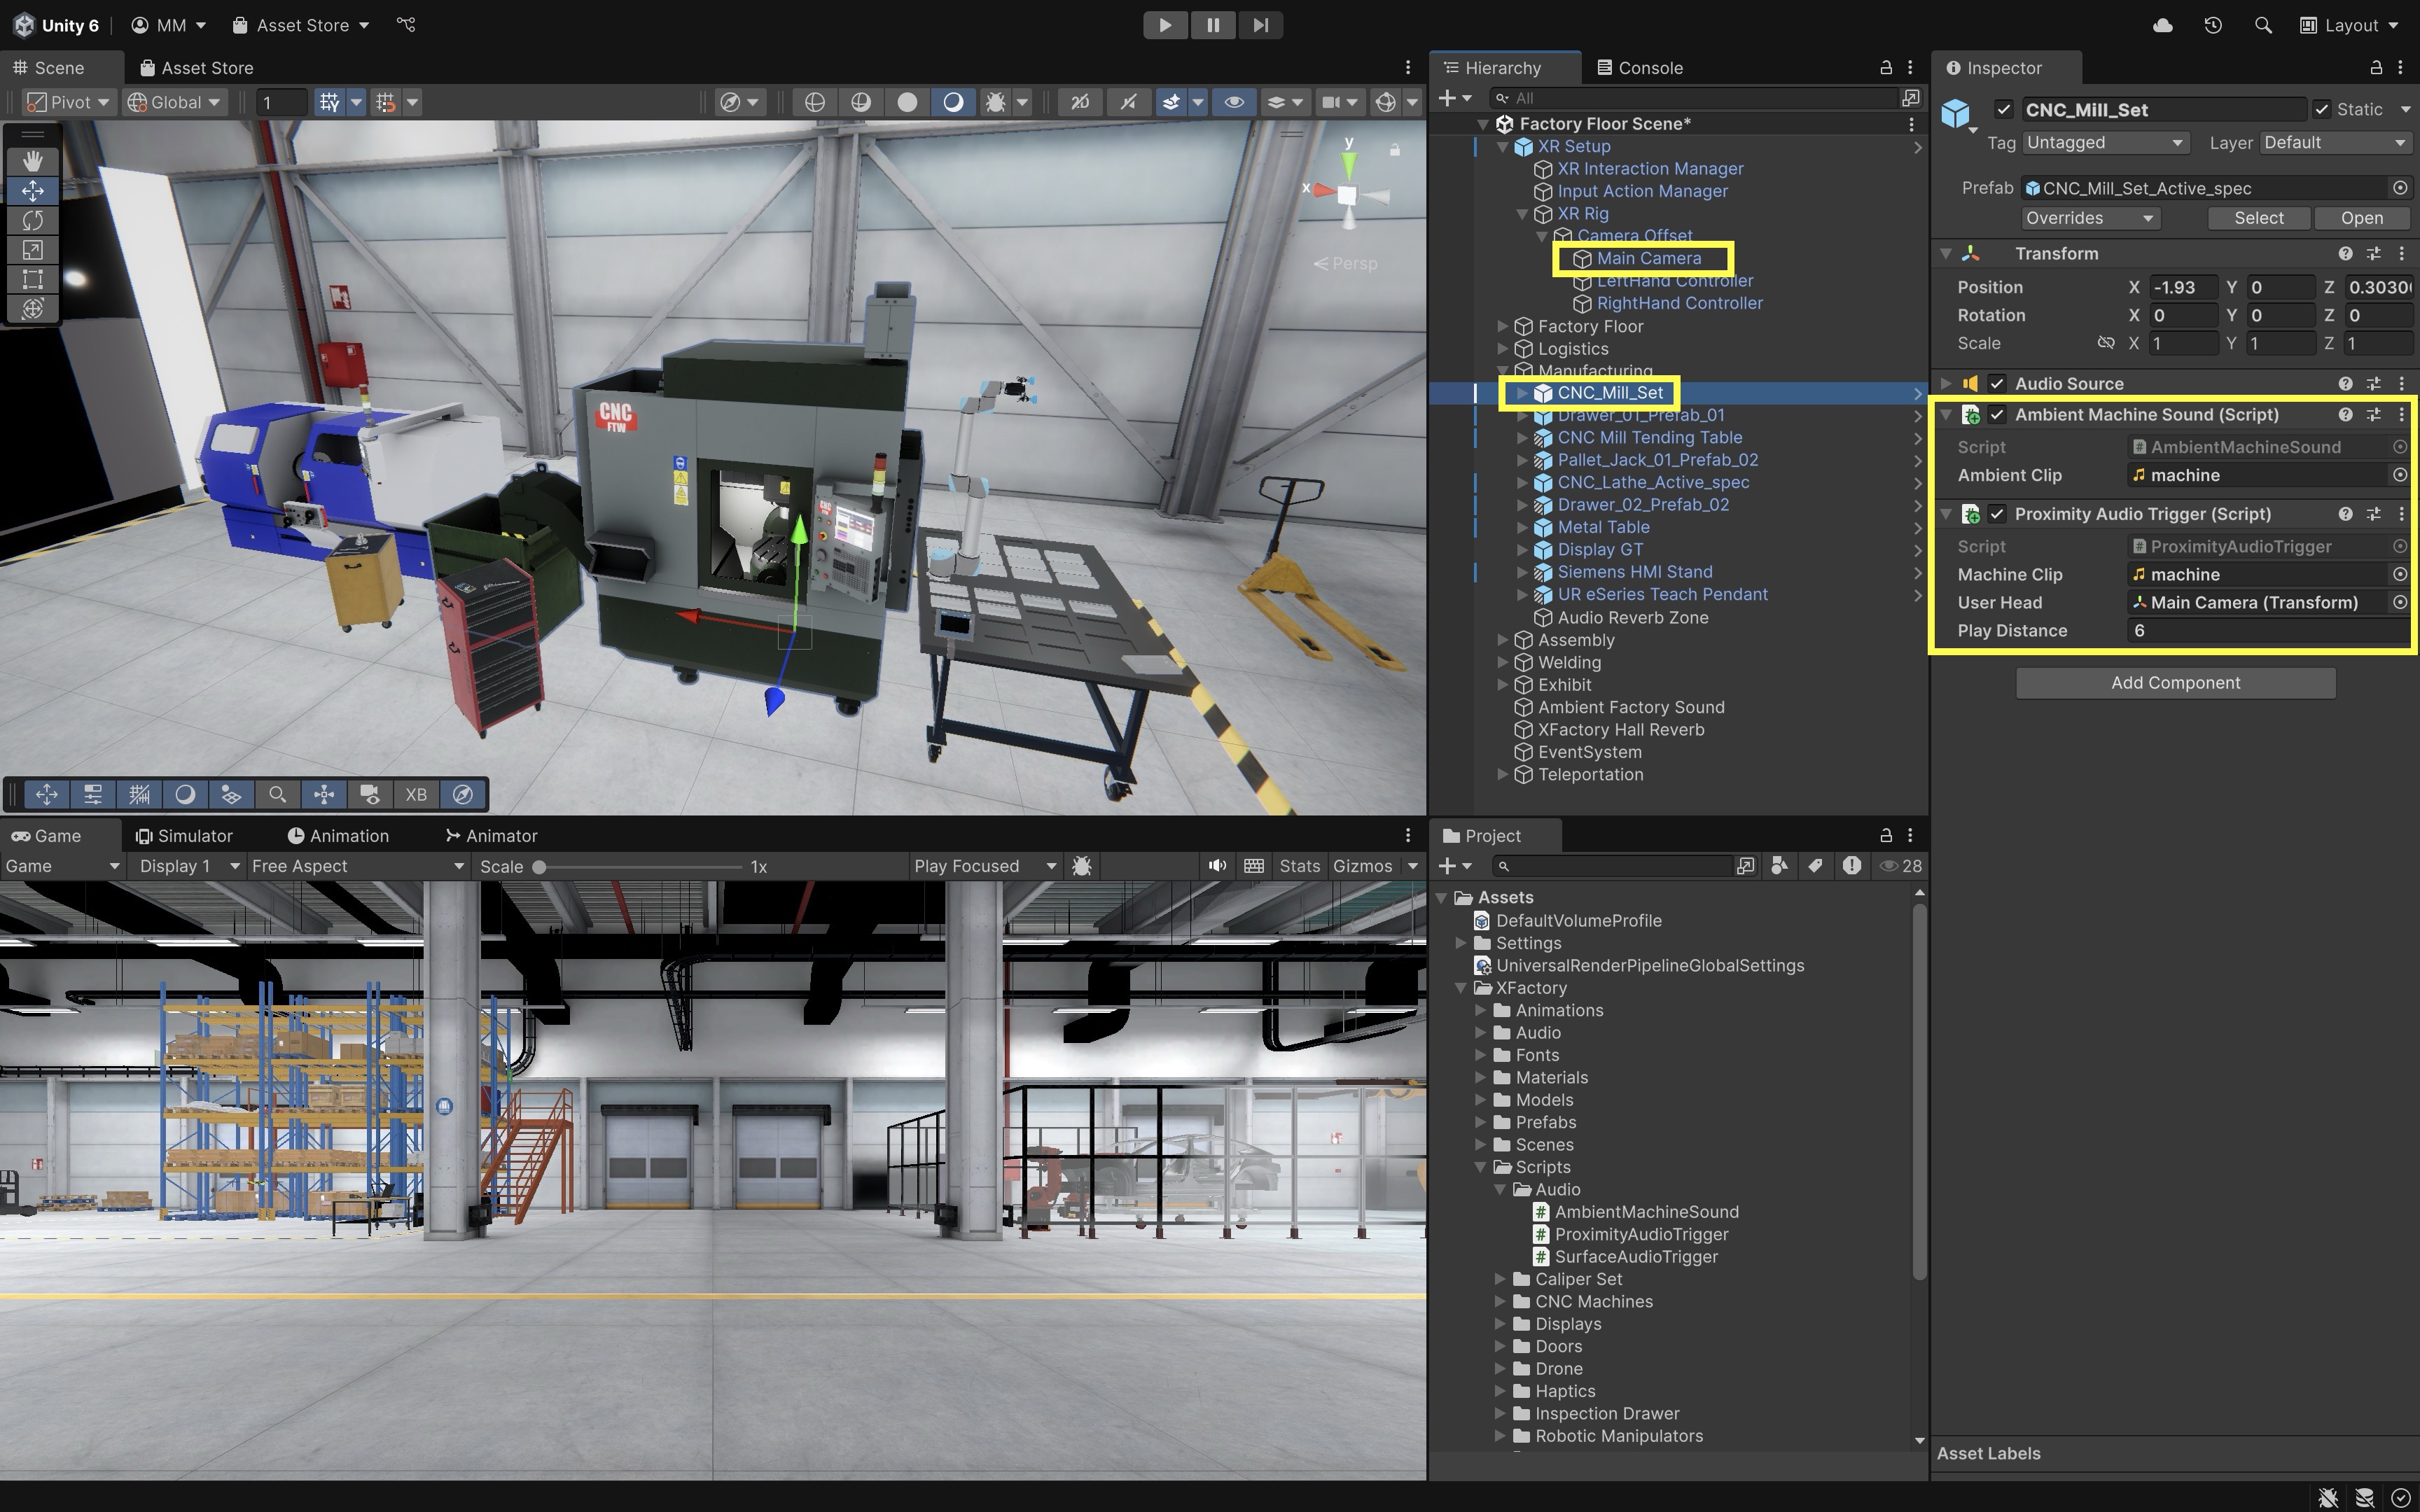 Unity 6
MM
Asset Store
Layout
Scene
Asset Store
Pivot
Global
1
2D
y
x
Persp
CNC
FTW
XB
Hierarchy
Console
All
Factory Floor Scene*
XR Setup
XR Interaction Manager
Input Action Manager
XR Rig
Camera Offset
Main Camera
LeftHand Controller
RightHand Controller
Factory Floor
Logistics
Manufacturing
CNC_Mill_Set
Drawer_01_Prefab_01
CNC Mill Tending Table
Pallet_Jack_01_Prefab_02
CNC_Lathe_Active_spec
Drawer_02_Prefab_02
Metal Table
Display GT
Siemens HMI Stand
UR eSeries Teach Pendant
Audio Reverb Zone
Assembly
Welding
Exhibit
Ambient Factory Sound
XFactory Hall Reverb
EventSystem
Teleportation
Inspector
CNC_Mill_Set
Static
Tag Untagged Layer Default
Prefab CNC_Mill_Set_Active_spec
Overrides Select Open
Transform
Position X -1.93 Y 0 Z 0.3030
Rotation X 0 Y 0 Z 0
Scale X 1 Y 1 Z 1
Audio Source
Ambient Machine Sound (Script)
Script AmbientMachineSound
Ambient Clip machine
Proximity Audio Trigger (Script)
Script ProximityAudioTrigger
Machine Clip machine
User Head Main Camera (Transform)
Play Distance 6
Add Component
Asset Labels
Game
Simulator
Animation
Animator
Game Display 1 Free Aspect Scale 1x Play Focused Stats Gizmos
Project
28
Assets
DefaultVolumeProfile
Settings
UniversalRenderPipelineGlobalSettings
XFactory
Animations
Audio
Fonts
Materials
Models
Prefabs
Scenes
Scripts
Audio
AmbientMachineSound
ProximityAudioTrigger
SurfaceAudioTrigger
Caliper Set
CNC Machines
Displays
Doors
Drone
Haptics
Inspection Drawer
Robotic Manipulators